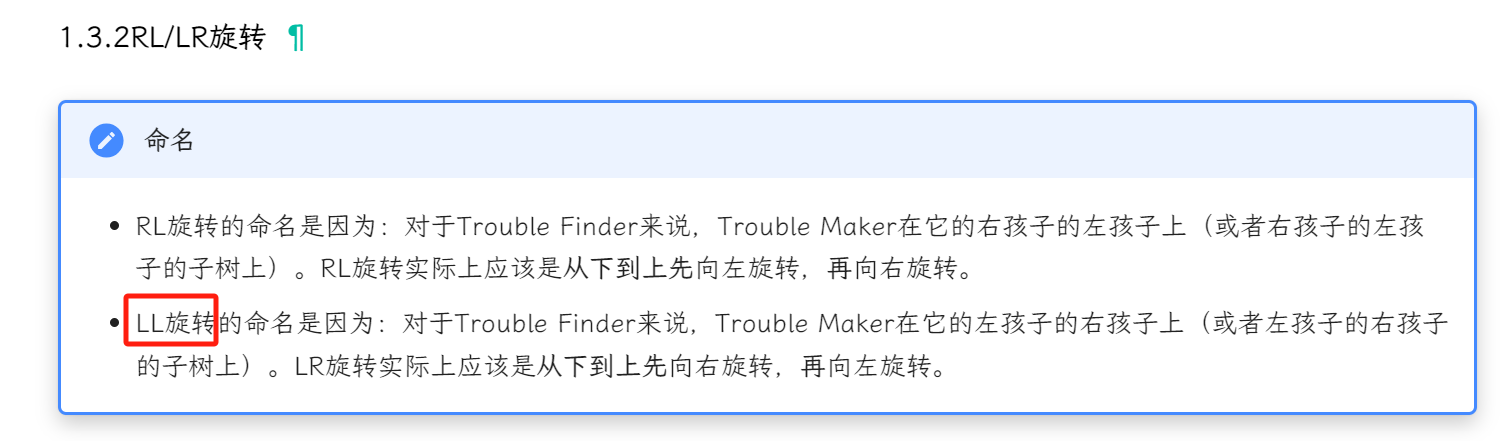 1.3.2RL/LR旋转 ¶
命名
RL旋转的命名是因为：对于Trouble Finder来说，Trouble Maker在它的右孩子的左孩子上（或者右孩子的左孩
子的子树上）。RL旋转实际上应该是从下到上先向左旋转，再向右旋转。
LL旋转的命名是因为：对于Trouble Finder来说，Trouble Maker在它的左孩子的右孩子上（或者左孩子的右孩子
的子树上）。LR旋转实际上应该是从下到上先向右旋转，再向左旋转。